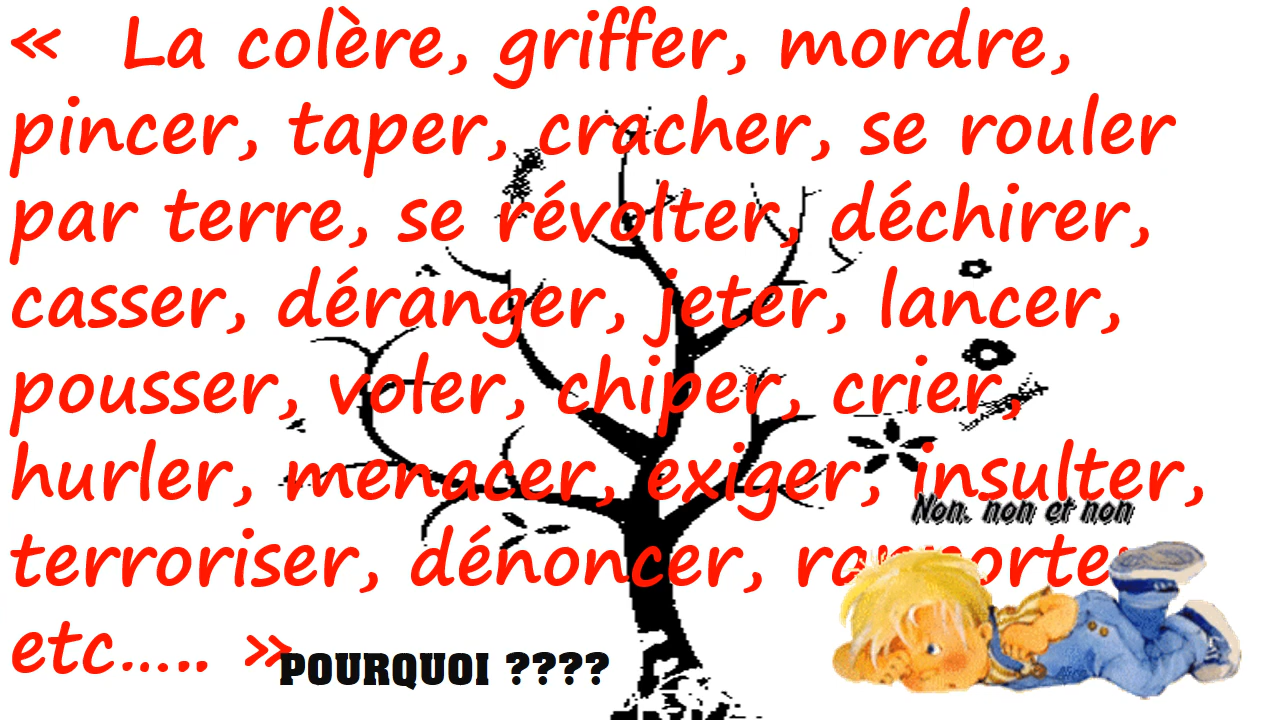 « La colère, griffer, mordre,
pincer, taper, cracher, se rouler
par terre, se révolter, déchirer,
casser, déranger, jeter, lancer,
pousser, voler, chiper, crier,
hurler, menacer, exiger, insulter,
Non, non et non
terroriser, dénoncer, rapporter
etc..... »
POURQUOI ????